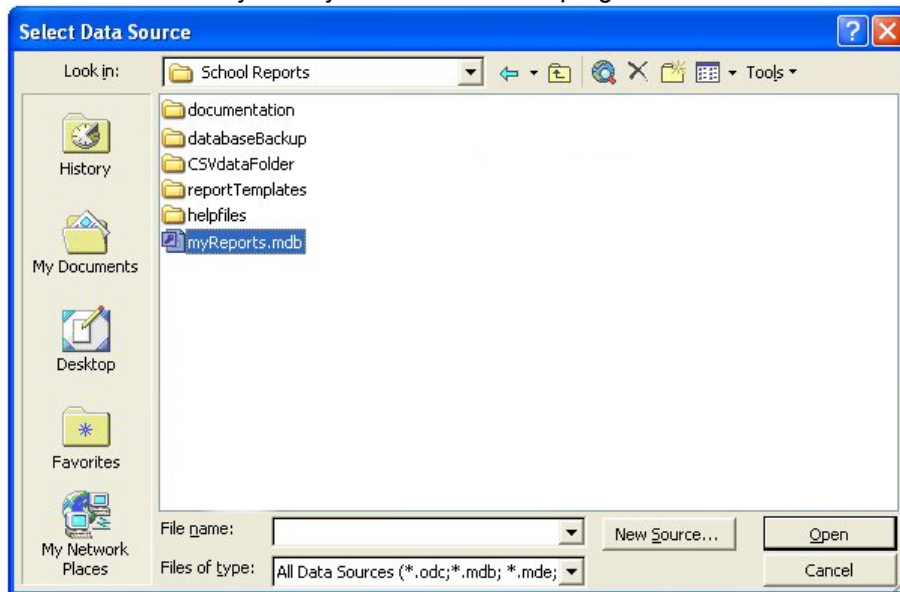 Select Data Source
Look in:
School Reports
Tools
History
My Documents
Desktop
Favorites
My Network
Places
documentation
databaseBackup
CSVdataFolder
reportTemplates
helpfiles
myReports.mdb
File name:
New Source...
Open
Files of type:
All Data Sources (*.odc;*.mdb; *.mde;
Cancel